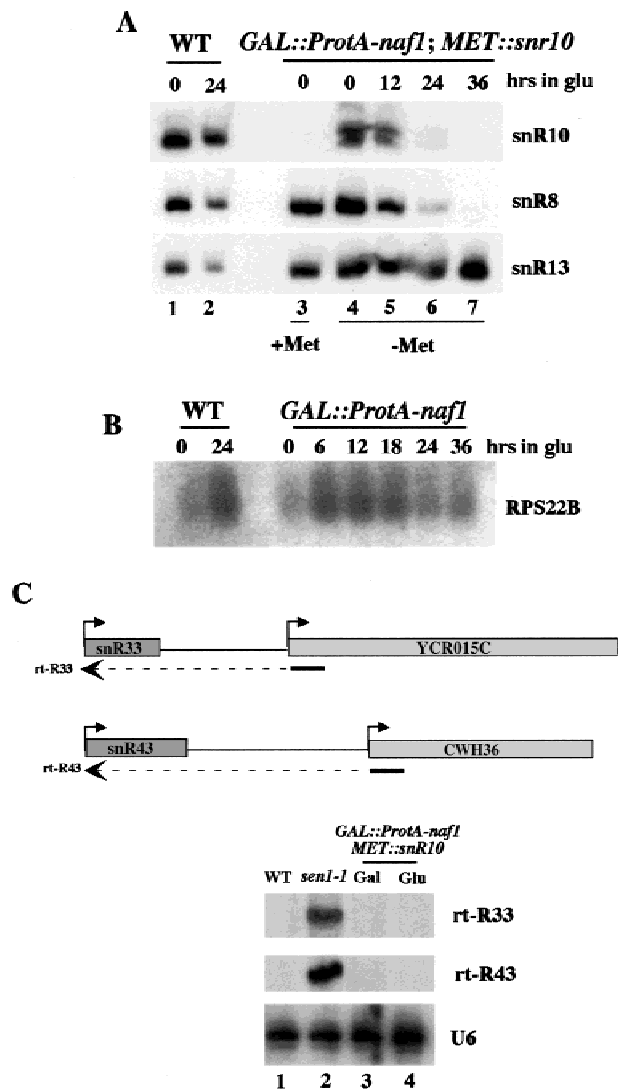 A
WT GAL::ProtA-naf1; MET::snr10
0 24 0 0 12 24 36 hrs in glu
snR10
snR8
snR13
1 2 3 4 5 6 7
+Met -Met
B
WT GAL::ProtA-naf1
0 24 0 6 12 18 24 36 hrs in glu
RPS22B
C
snR33 YCR015C
rt-R33
snR43 CWH36
rt-R43
GAL::ProtA-naf1
MET::snR10
WT sen1-1 Gal Glu
rt-R33
rt-R43
U6
1 2 3 4